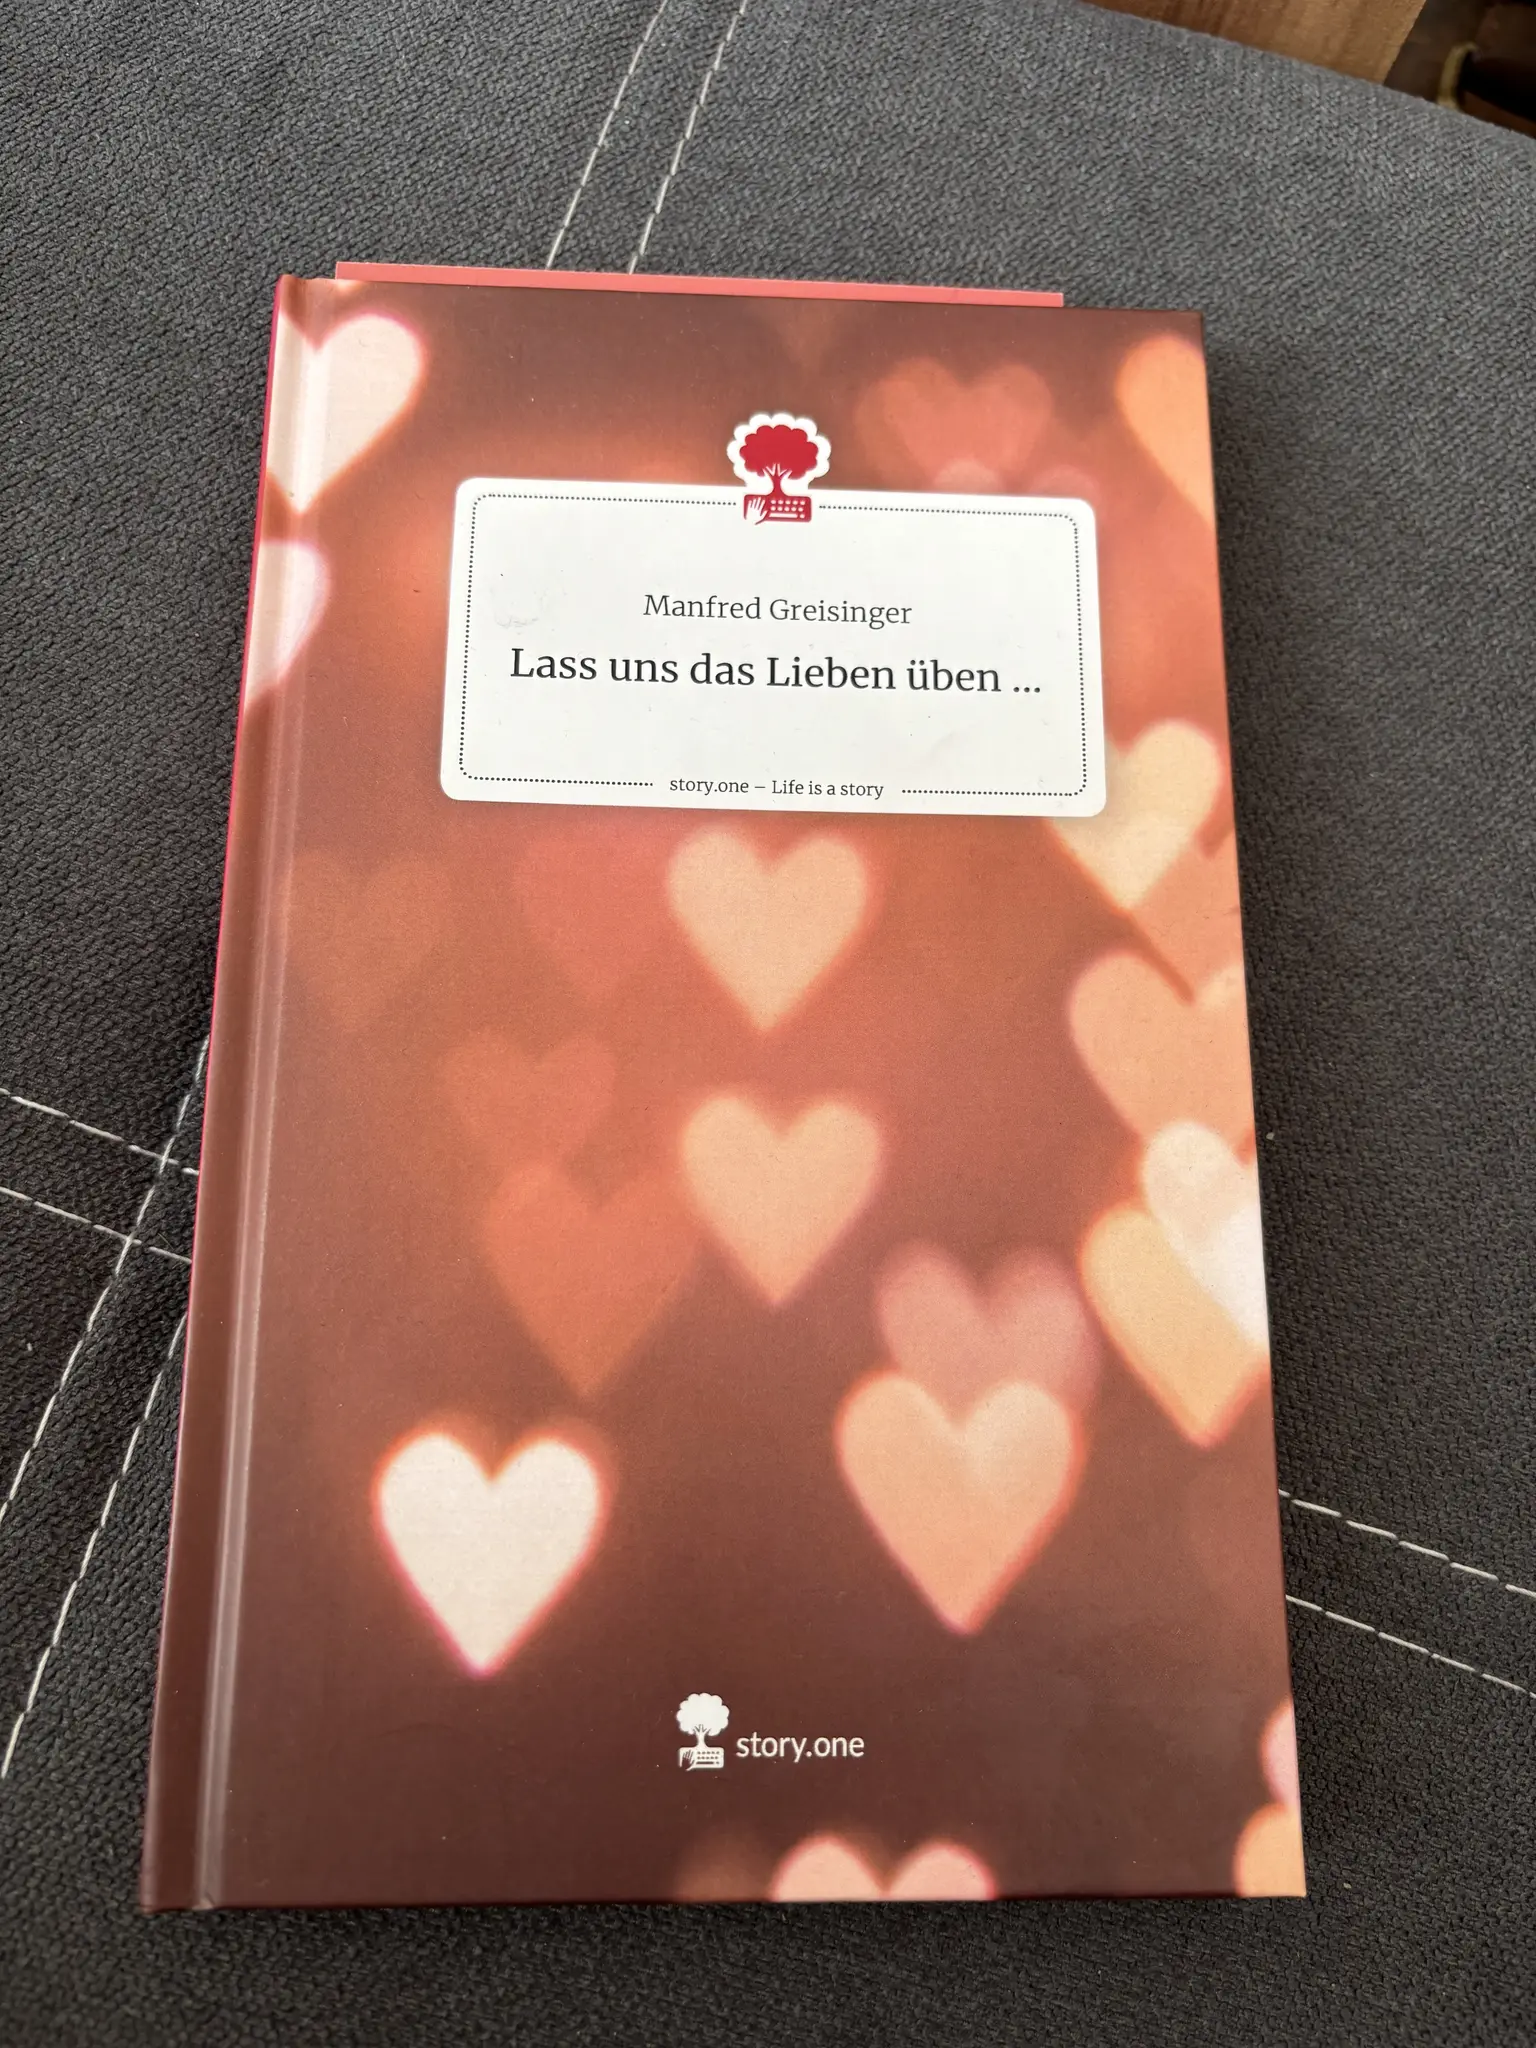 Manfred Greisinger
Lass uns das Lieben üben ...
story.one – Life is a story
story.one